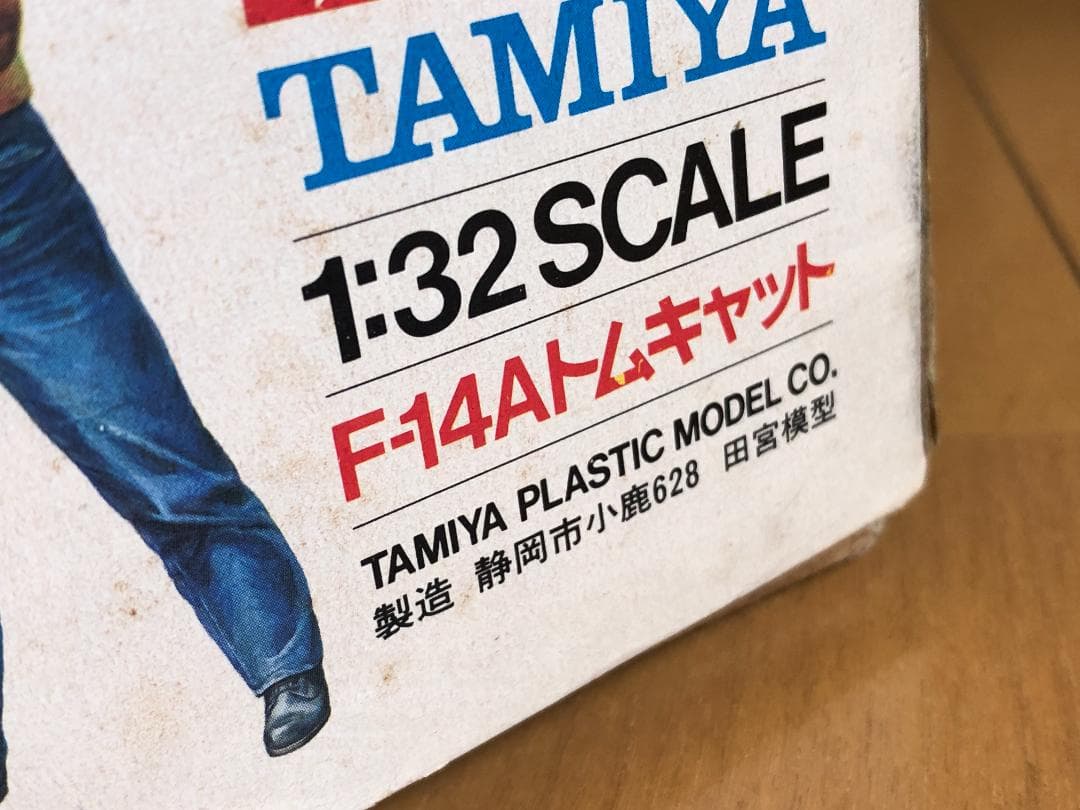 TAMIYA
1:32 SCALE
F-14Aトムキャット
TAMIYA PLASTIC MODEL CO.
製造 静岡市小鹿628 田宮模型